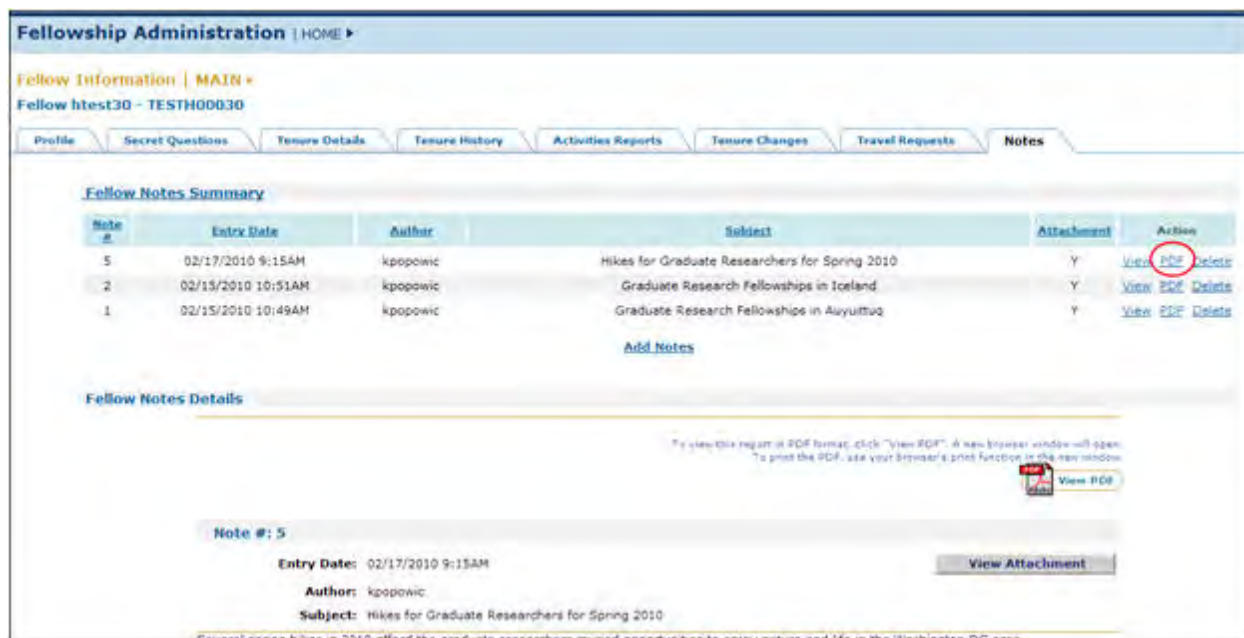 Fellowship Administration | HOME
Fellow Information | MAIN
Fellow htest30 - TESTH00030
Profile Secret Questions Tenure Details Tenure History Activities Reports Tenure Changes Travel Requests Notes
Fellow Notes Summary
Note # Entry Date Author Subject Attachment Action
5 02/17/2010 9:15AM kpopowic Hikes for Graduate Researchers for Spring 2010 Y View PDF Delete
2 02/15/2010 10:51AM kpopowic Graduate Research Fellowships in Iceland Y View PDF Delete
1 02/15/2010 10:49AM kpopowic Graduate Research Fellowships in Auyuittuq Y View PDF Delete
Add Notes
Fellow Notes Details
To view this report in PDF format, click "View PDF". A new browser window will open.
To print the PDF, use your browser's print function in the new window
View PDF
Note #: 5
Entry Date: 02/17/2010 9:15AM View Attachment
Author: kpopowic
Subject: Hikes for Graduate Researchers for Spring 2010